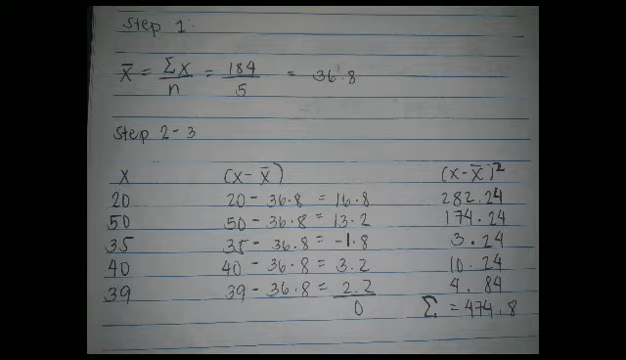 Step 1:
x̄ = Σx/n = 184/5 = 36.8
Step 2-3
x (x - x̄) (x - x̄)²
20 20 - 36.8 = 16.8 282.24
50 50 - 36.8 = 13.2 174.24
35 35 - 36.8 = -1.8 3.24
40 40 - 36.8 = 3.2 10.24
39 39 - 36.8 = 2.2 4.84
0 Σ = 474.8